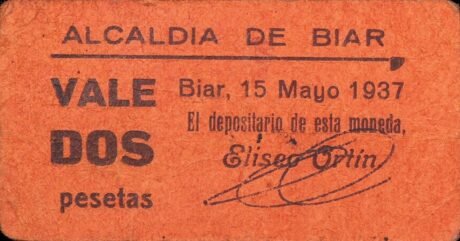 ALCALDIA DE BIAR
VALE
DOS
pesetas
Biar, 15 Mayo 1937
El depositario de esta moneda,
Eliseo Ortin